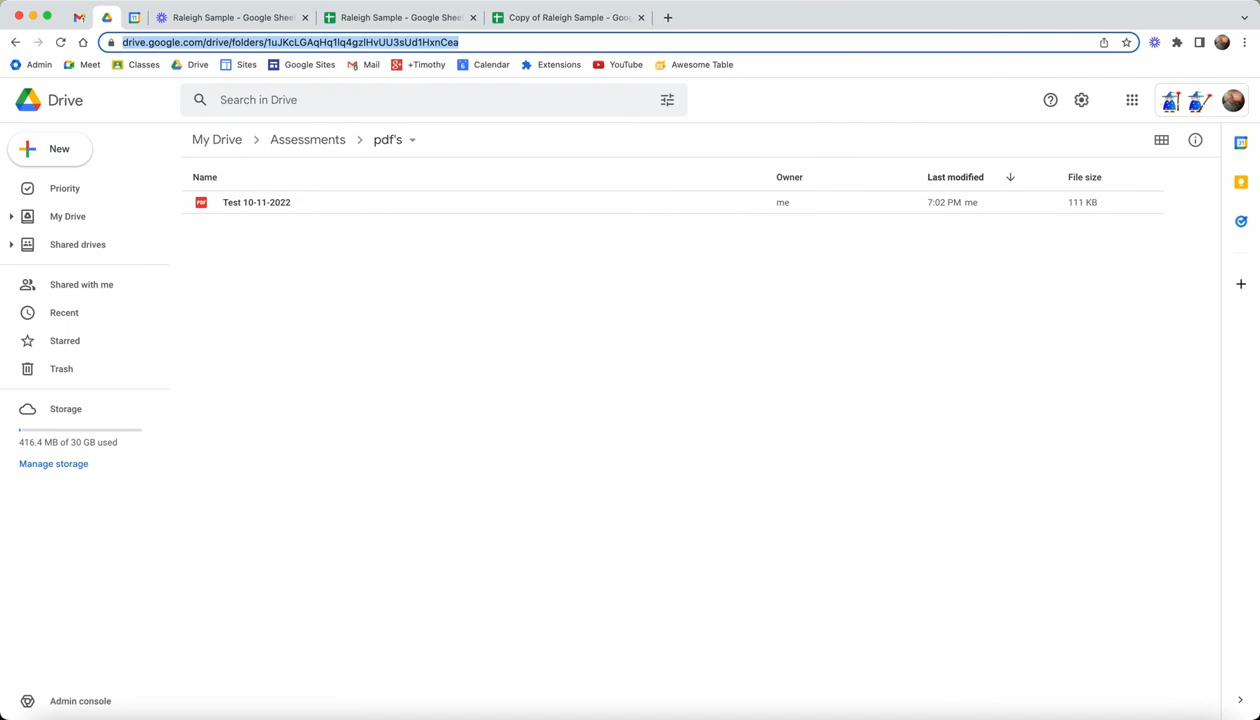 Raleigh Sample - Google Shee
Raleigh Sample - Google Shee
Copy of Raleigh Sample - Goo
drive.google.com/drive/folders/1uJKcLGAqHq1lq4gzlHvUU3sUd1HxnCea
Admin
Meet
Classes
Drive
Sites
Google Sites
Mail
+Timothy
Calendar
Extensions
YouTube
Awesome Table
Drive
Search in Drive
New
My Drive
Assessments
pdf's
Name
Owner
Last modified
File size
PDF
Test 10-11-2022
me
7:02 PM me
111 KB
Priority
My Drive
Shared drives
Shared with me
Recent
Starred
Trash
Storage
416.4 MB of 30 GB used
Manage storage
Admin console